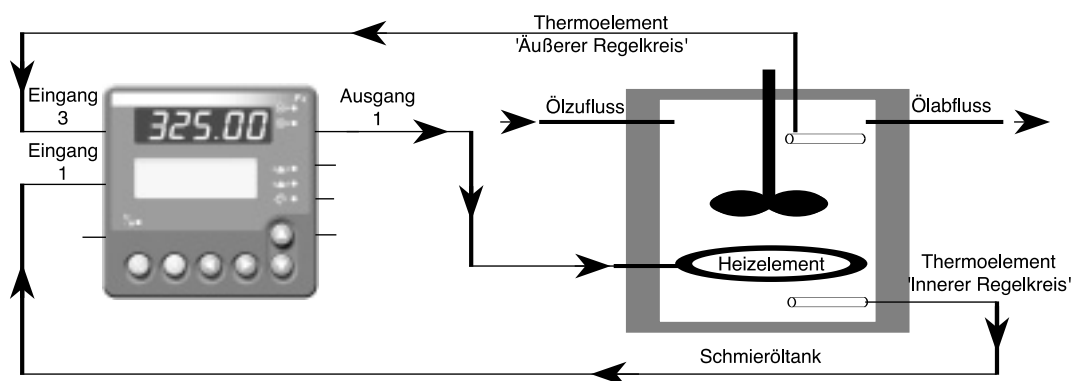 Thermoelement
'Äußerer Regelkreis'
Eingang
3
Ausgang
1
325.00
Ölzufluss
Ölabfluss
Eingang
1
Heizelement
Thermoelement
'Innerer Regelkreis'
Schmieröltank